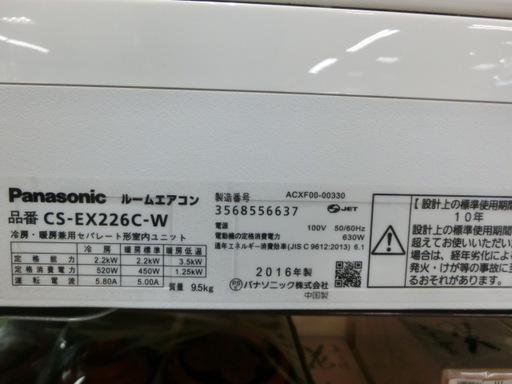 Panasonic ルームエアコン
品番 CS-EX226C-W
冷房・暖房兼用セパレート形室内ユニット
冷房 暖房標準 暖房低温
定格能力 2.2kW 2.2kW 3.5kW
定格消費電力 520W 450W 1.25kW
運転電流 5.80A 5.00A
質量 9.5kg
ACXF00-00330
製造番号
3568556637
JET
電源 100V 50/60Hz
電動機の定格消費電力 630W
通年エネルギー消費効率(JIS C 9612:2013) 6.1
2016年製
パナソニック株式会社
中国製
【設計上の標準使用期間
10年
設計上の標準使用期
超えてお使いいただいた
場合は、経年劣化によ
発火・けが等の事故に
るおそれがあります。